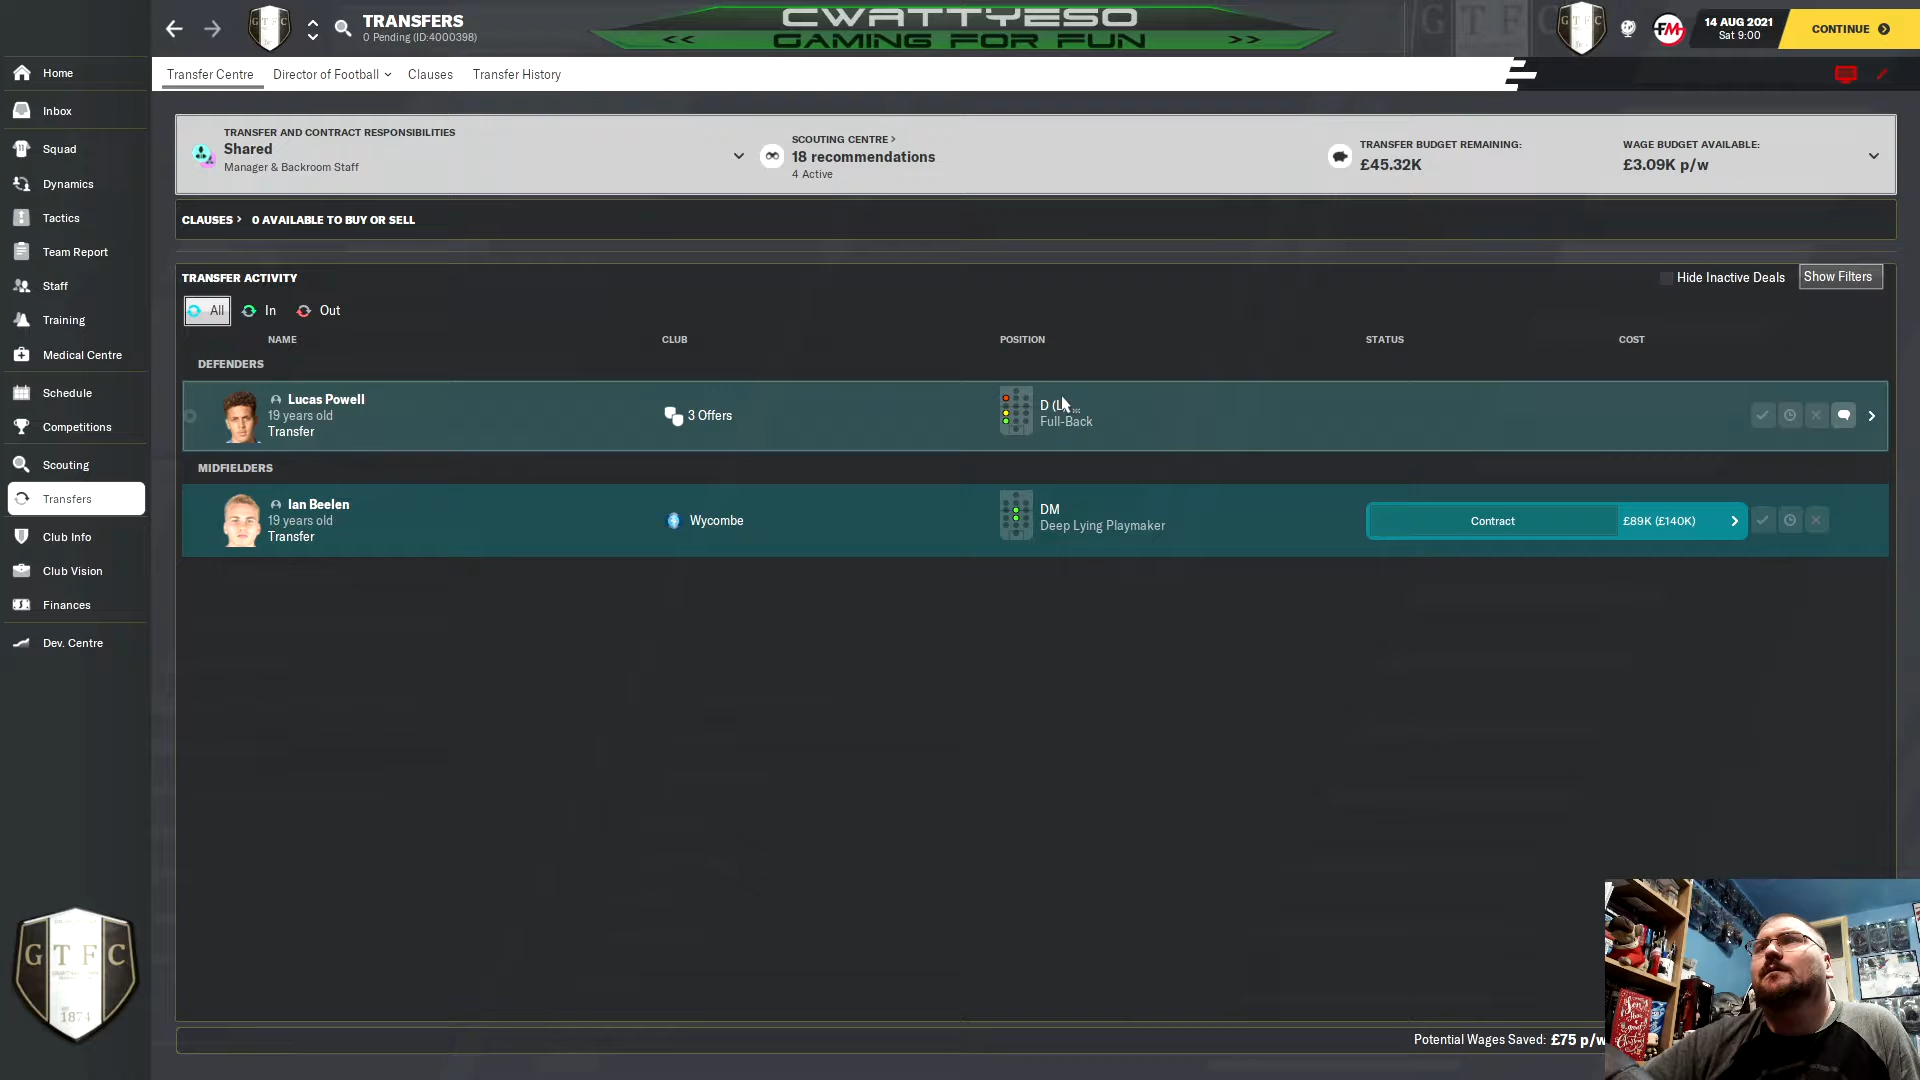 TRANSFERS
0 Pending (ID:4000398)
CWATTYESO
<< GAMING FOR FUN >>
GTFC
14 AUG 2021
Sat 9:00
CONTINUE
Home
Inbox
Squad
Dynamics
Tactics
Team Report
Staff
Training
Medical Centre
Schedule
Competitions
Scouting
Transfers
Club Info
Club Vision
Finances
Dev. Centre
GTFC
1874
Transfer Centre
Director of Football
Clauses
Transfer History
TRANSFER AND CONTRACT RESPONSIBILITIES
Shared
Manager & Backroom Staff
SCOUTING CENTRE >
18 recommendations
4 Active
TRANSFER BUDGET REMAINING:
£45.32K
WAGE BUDGET AVAILABLE:
£3.09K p/w
CLAUSES > 0 AVAILABLE TO BUY OR SELL
TRANSFER ACTIVITY
Hide Inactive Deals
Show Filters
All
In
Out
NAME CLUB POSITION STATUS COST
DEFENDERS
Lucas Powell
19 years old
Transfer
3 Offers
D (L
Full-Back
MIDFIELDERS
Ian Beelen
19 years old
Transfer
Wycombe
DM
Deep Lying Playmaker
Contract
£89K (£140K)
Potential Wages Saved: £75 p/w